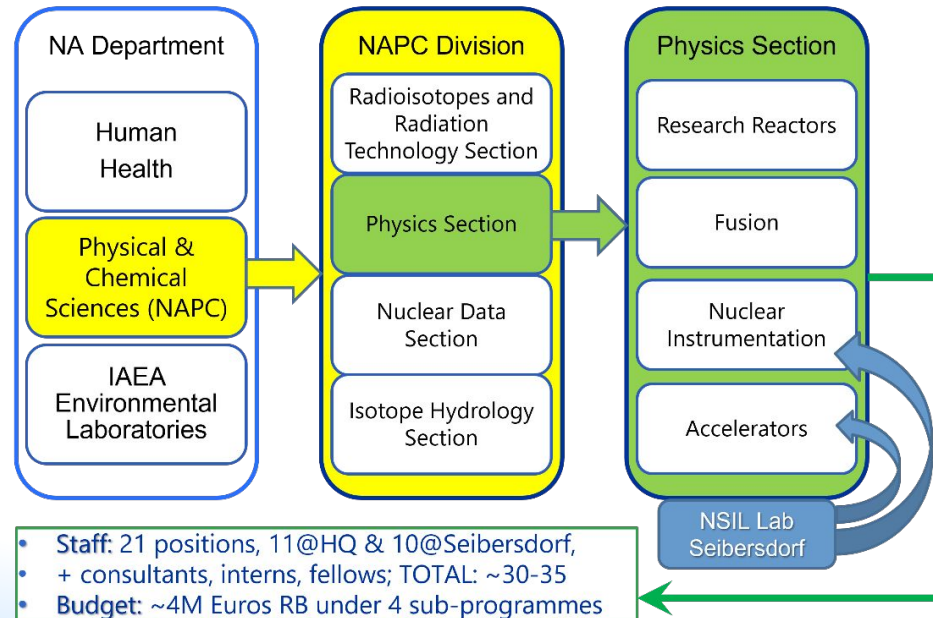 NA Department
Human
Health
Physical &
Chemical
Sciences (NAPC)
IAEA
Environmental
Laboratories
NAPC Division
Radioisotopes and
Radiation
Technology Section
Physics Section
Nuclear Data
Section
Isotope Hydrology
Section
Physics Section
Research Reactors
Fusion
Nuclear
Instrumentation
Accelerators
NSIL Lab
Seibersdorf
• Staff: 21 positions, 11@HQ & 10@Seibersdorf,
• + consultants, interns, fellows; TOTAL: ~30-35
• Budget: ~4M Euros RB under 4 sub-programmes